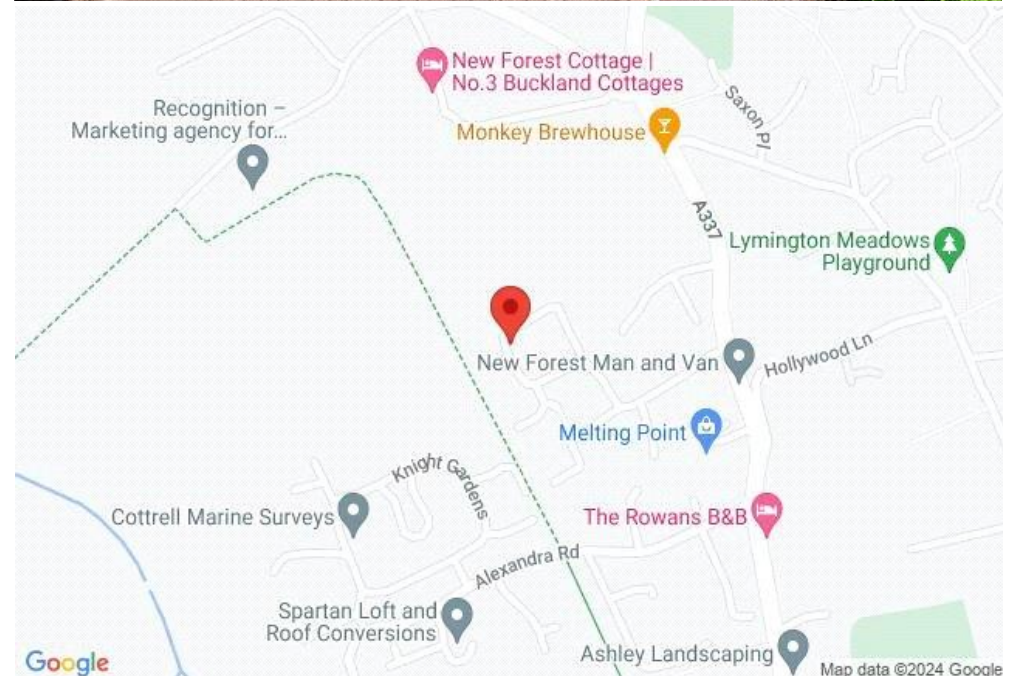 New Forest Cottage |
No.3 Buckland Cottages
Recognition –
Marketing agency for...
Monkey Brewhouse
Saxon Pl
A337
Lymington Meadows
Playground
New Forest Man and Van
Hollywood Ln
Melting Point
Knight Gardens
Cottrell Marine Surveys
The Rowans B&B
Alexandra Rd
Spartan Loft and
Roof Conversions
Ashley Landscaping
Google
Map data ©2024 Google